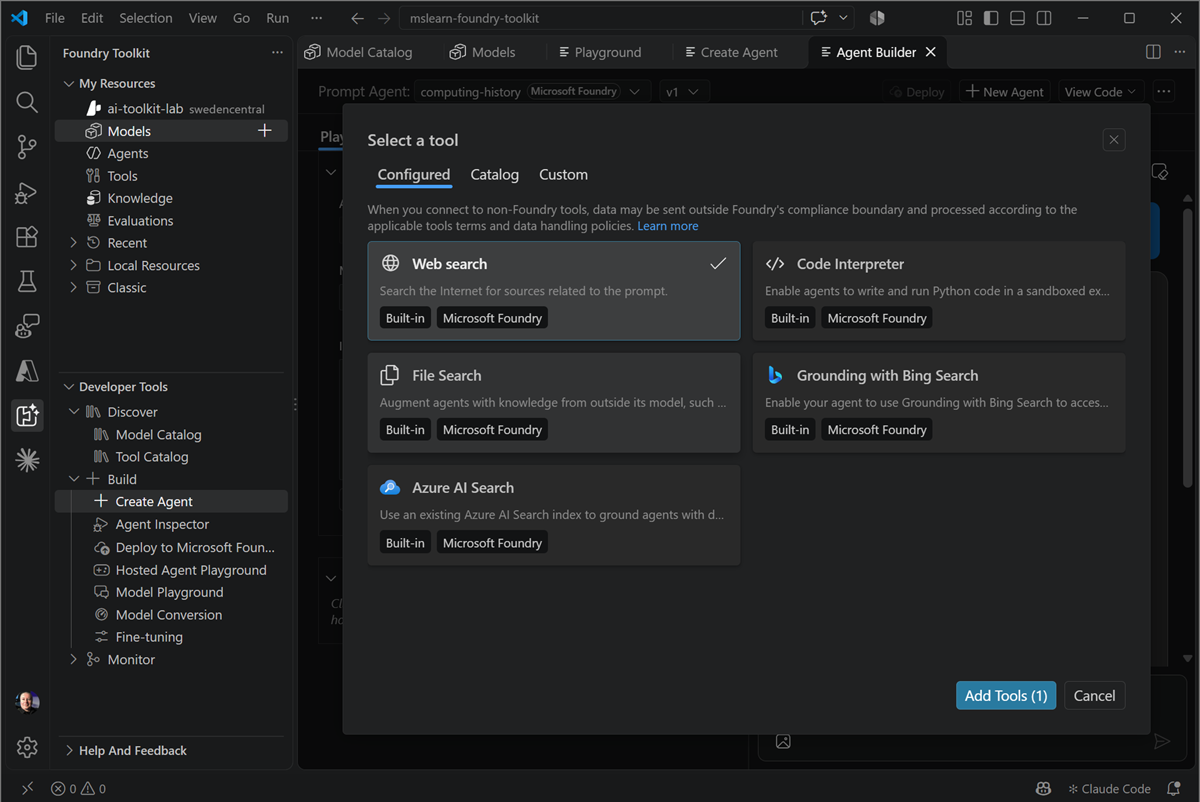 File Edit Selection View Go Run ··· mslearn-foundry-toolkit
Foundry Toolkit
My Resources
ai-toolkit-lab swedencentral
Models
Agents
Tools
Knowledge
Evaluations
Recent
Local Resources
Classic
Developer Tools
Discover
Model Catalog
Tool Catalog
Build
Create Agent
Agent Inspector
Deploy to Microsoft Foun...
Hosted Agent Playground
Model Playground
Model Conversion
Fine-tuning
Monitor
Help And Feedback
Model Catalog Models Playground Create Agent Agent Builder
Prompt Agent: computing-history Microsoft Foundry v1 Deploy New Agent View Code
Select a tool
Configured Catalog Custom
When you connect to non-Foundry tools, data may be sent outside Foundry's compliance boundary and processed according to the
applicable tools terms and data handling policies. Learn more
Web search
Search the Internet for sources related to the prompt.
Built-in Microsoft Foundry
Code Interpreter
Enable agents to write and run Python code in a sandboxed ex...
Built-in Microsoft Foundry
File Search
Augment agents with knowledge from outside its model, such ...
Built-in Microsoft Foundry
Grounding with Bing Search
Enable your agent to use Grounding with Bing Search to acces...
Built-in Microsoft Foundry
Azure AI Search
Use an existing Azure AI Search index to ground agents with d...
Built-in Microsoft Foundry
Add Tools (1) Cancel
0 0 Claude Code